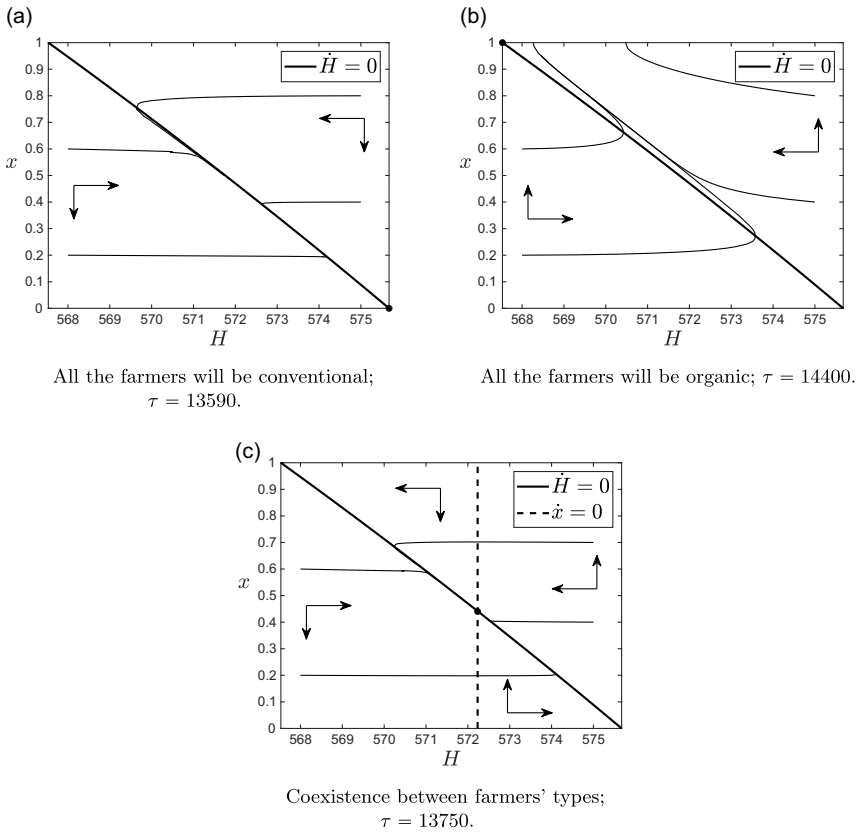 (a)
1
0.9
0.8
0.7
0.6
0.5
0.4
0.3
0.2
0.1
0
x
Ḣ = 0
568 569 570 571 572 573 574 575
H
All the farmers will be conventional;
τ = 13590.
(b)
1
0.9
0.8
0.7
0.6
0.5
0.4
0.3
0.2
0.1
0
x
Ḣ = 0
568 569 570 571 572 573 574 575
H
All the farmers will be organic; τ = 14400.
(c)
1
0.9
0.8
0.7
0.6
0.5
0.4
0.3
0.2
0.1
0
x
Ḣ = 0
ẋ = 0
568 569 570 571 572 573 574 575
H
Coexistence between farmers' types;
τ = 13750.